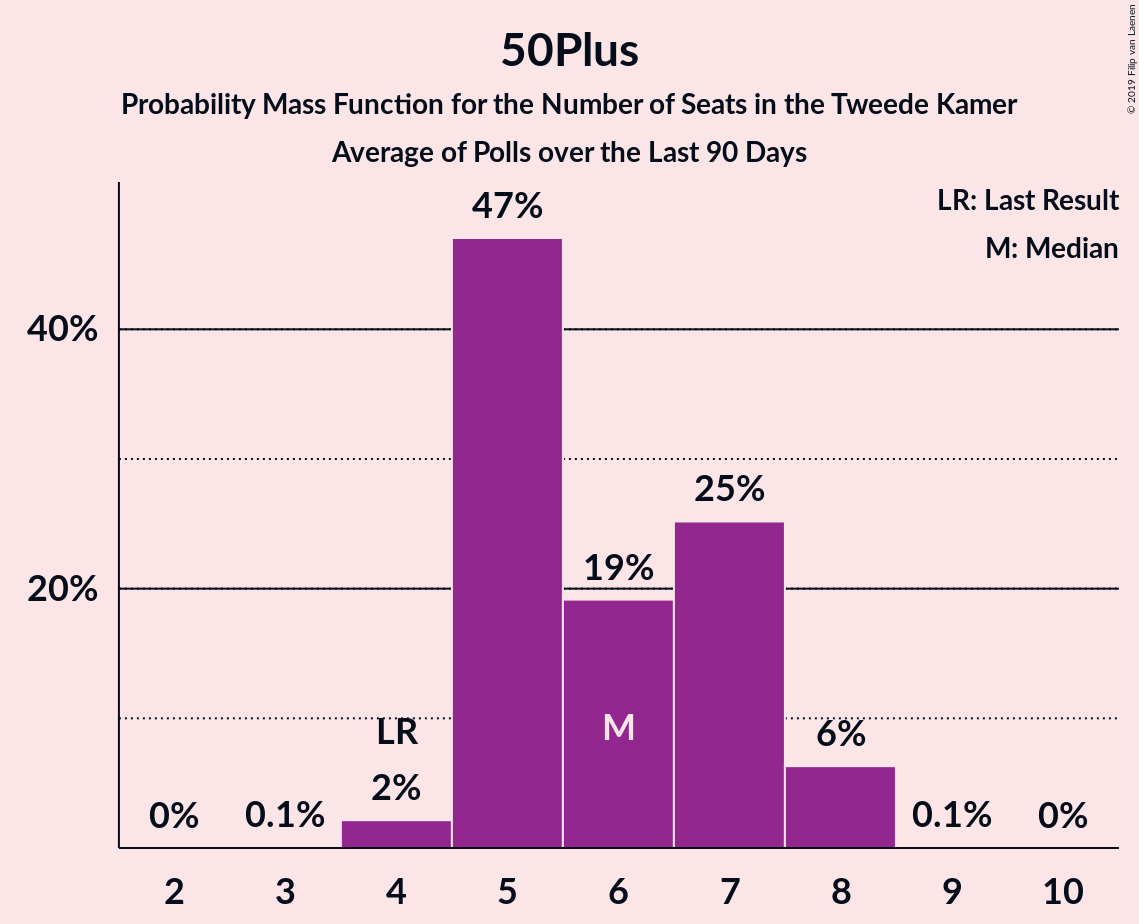 50Plus
Probability Mass Function for the Number of Seats in the Tweede Kamer
Average of Polls over the Last 90 Days
© 2019 Filip van Laenen
LR: Last Result
M: Median
47%
40%
25%
19%
20%
M
LR
6%
2%
0%
0.1%
0.1%
0%
2 3 4 5 6 7 8 9 10